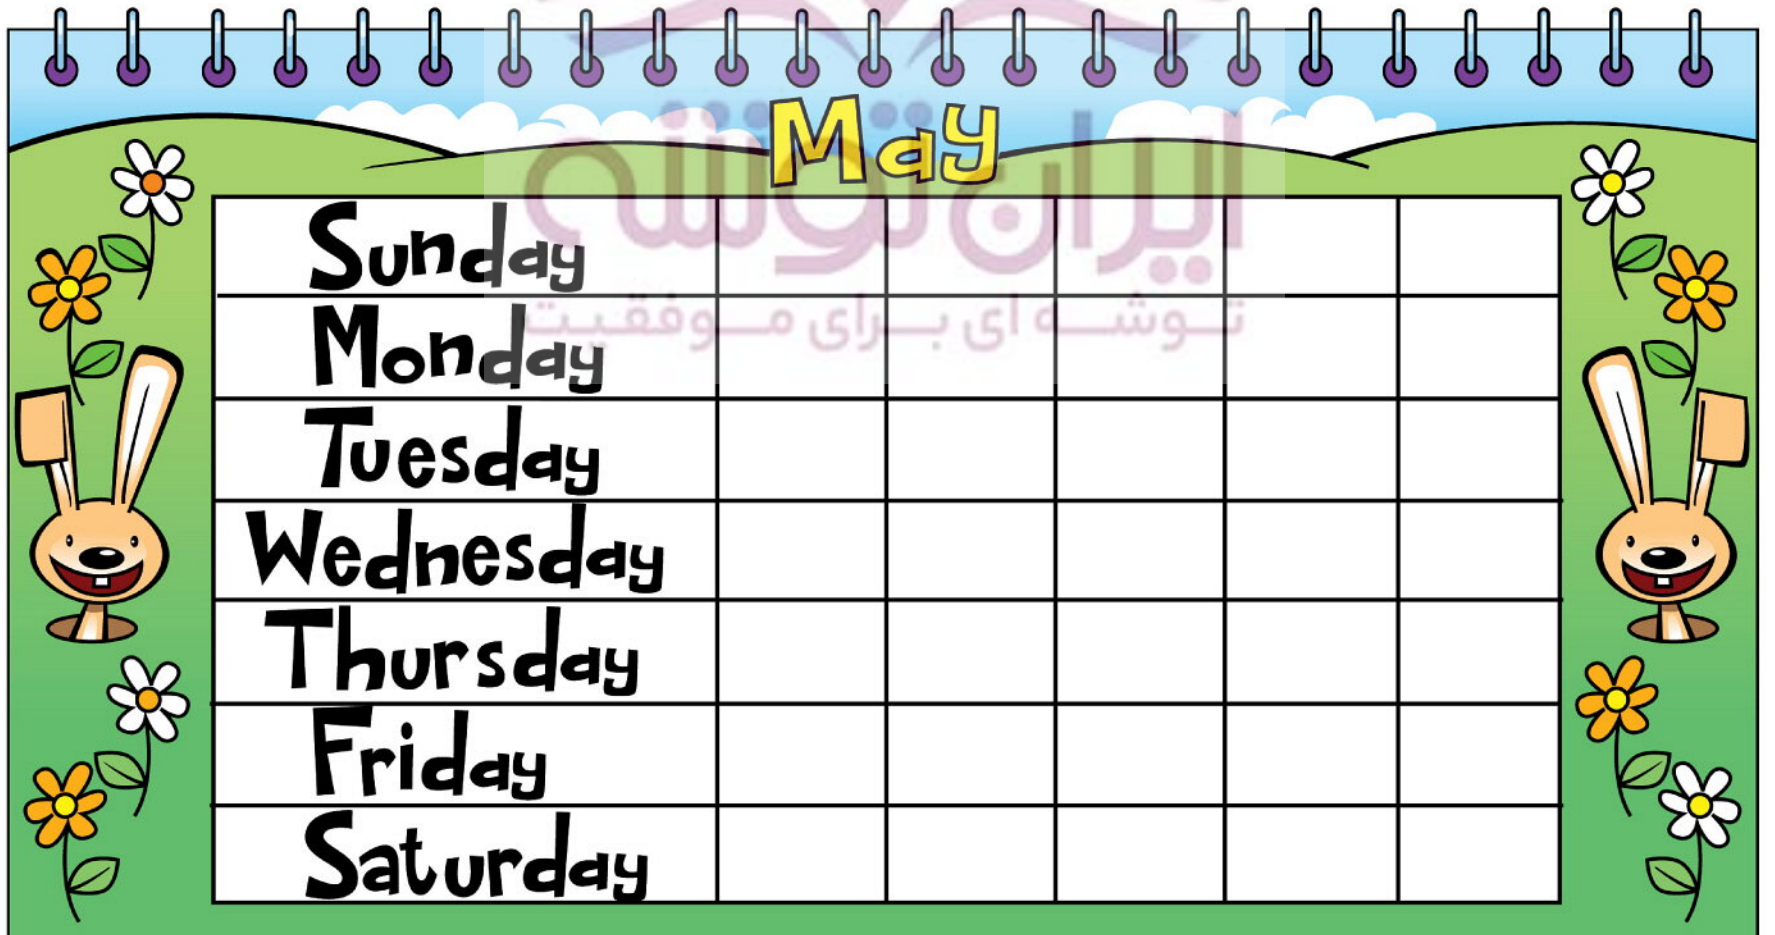 May
ایران توشه
توشه ای برای موفقیت
Sunday
Monday
Tuesday
Wednesday
Thursday
Friday
Saturday